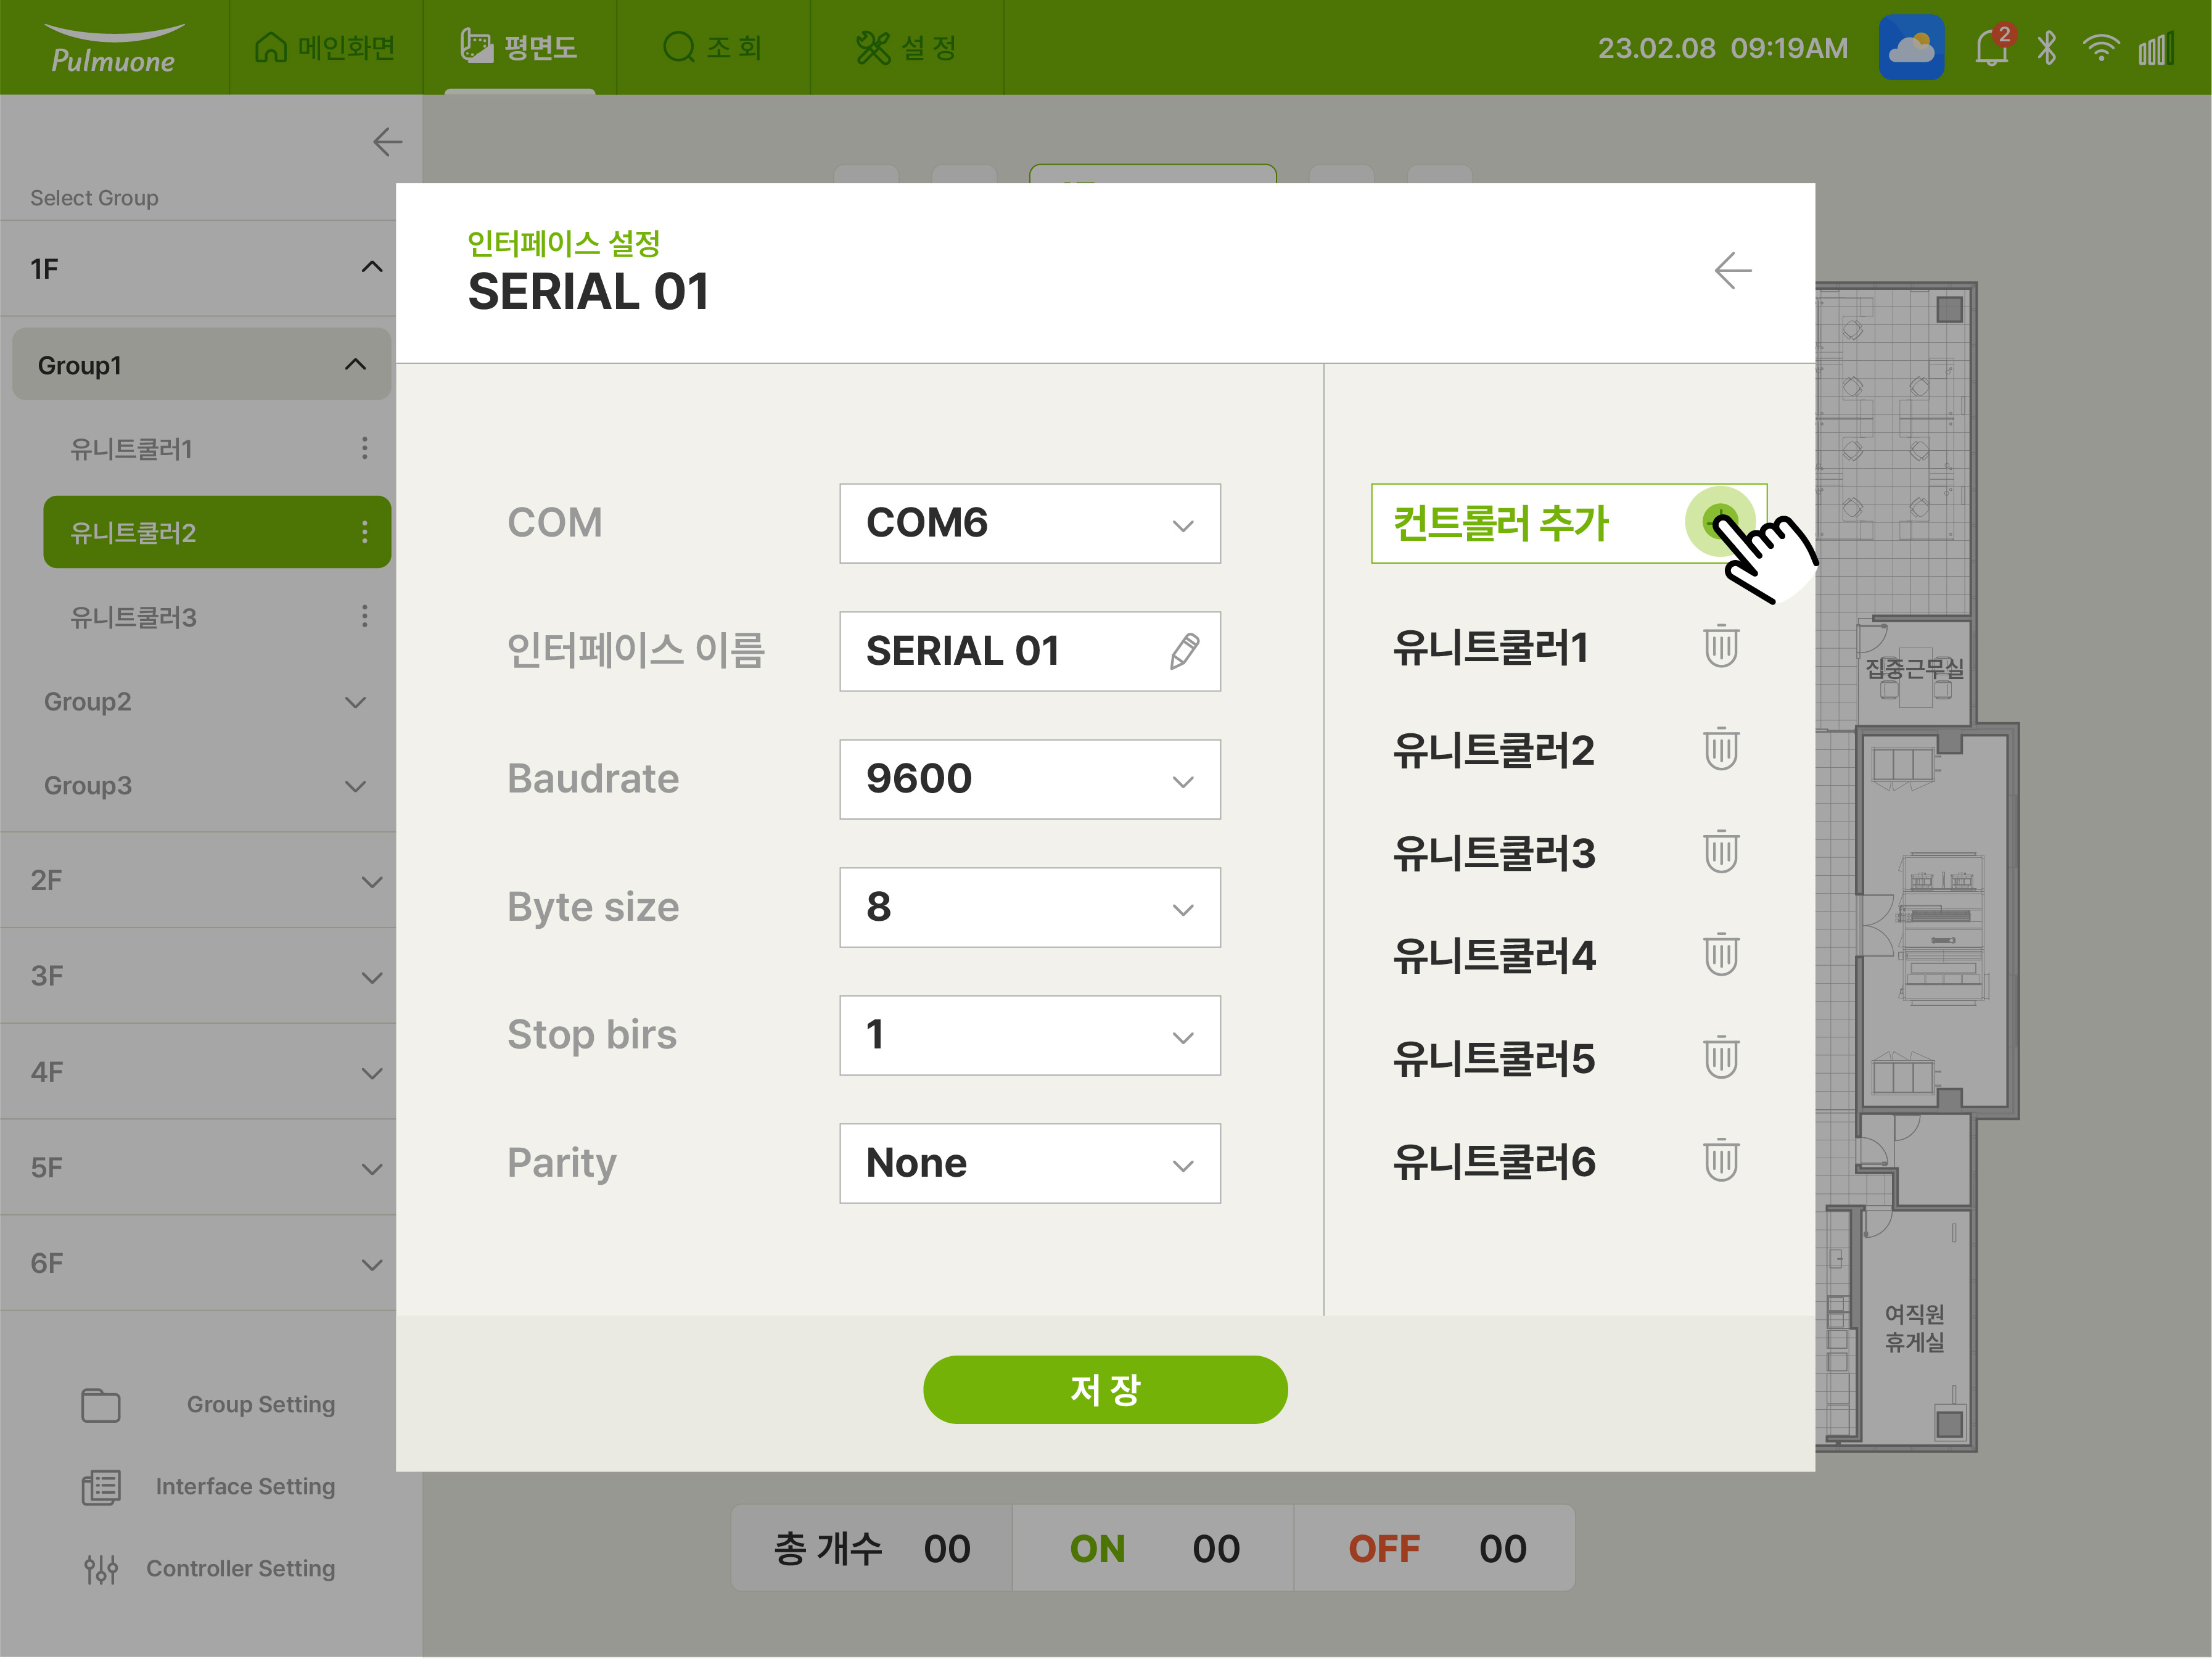 Pulmuone
메인화면
평면도
조 회
설 정
23.02.08 09:19AM
2
Select Group
1F
Group1
유니트쿨러1
유니트쿨러2
유니트쿨러3
Group2
Group3
2F
3F
4F
5F
6F
Group Setting
Interface Setting
Controller Setting
인터페이스 설정
SERIAL 01
COM
COM6
인터페이스 이름
SERIAL 01
Baudrate
9600
Byte size
8
Stop birs
1
Parity
None
컨트롤러 추가
유니트쿨러1
유니트쿨러2
유니트쿨러3
유니트쿨러4
유니트쿨러5
유니트쿨러6
저 장
집중근무실
여직원
휴게실
총 개수 00
ON 00
OFF 00